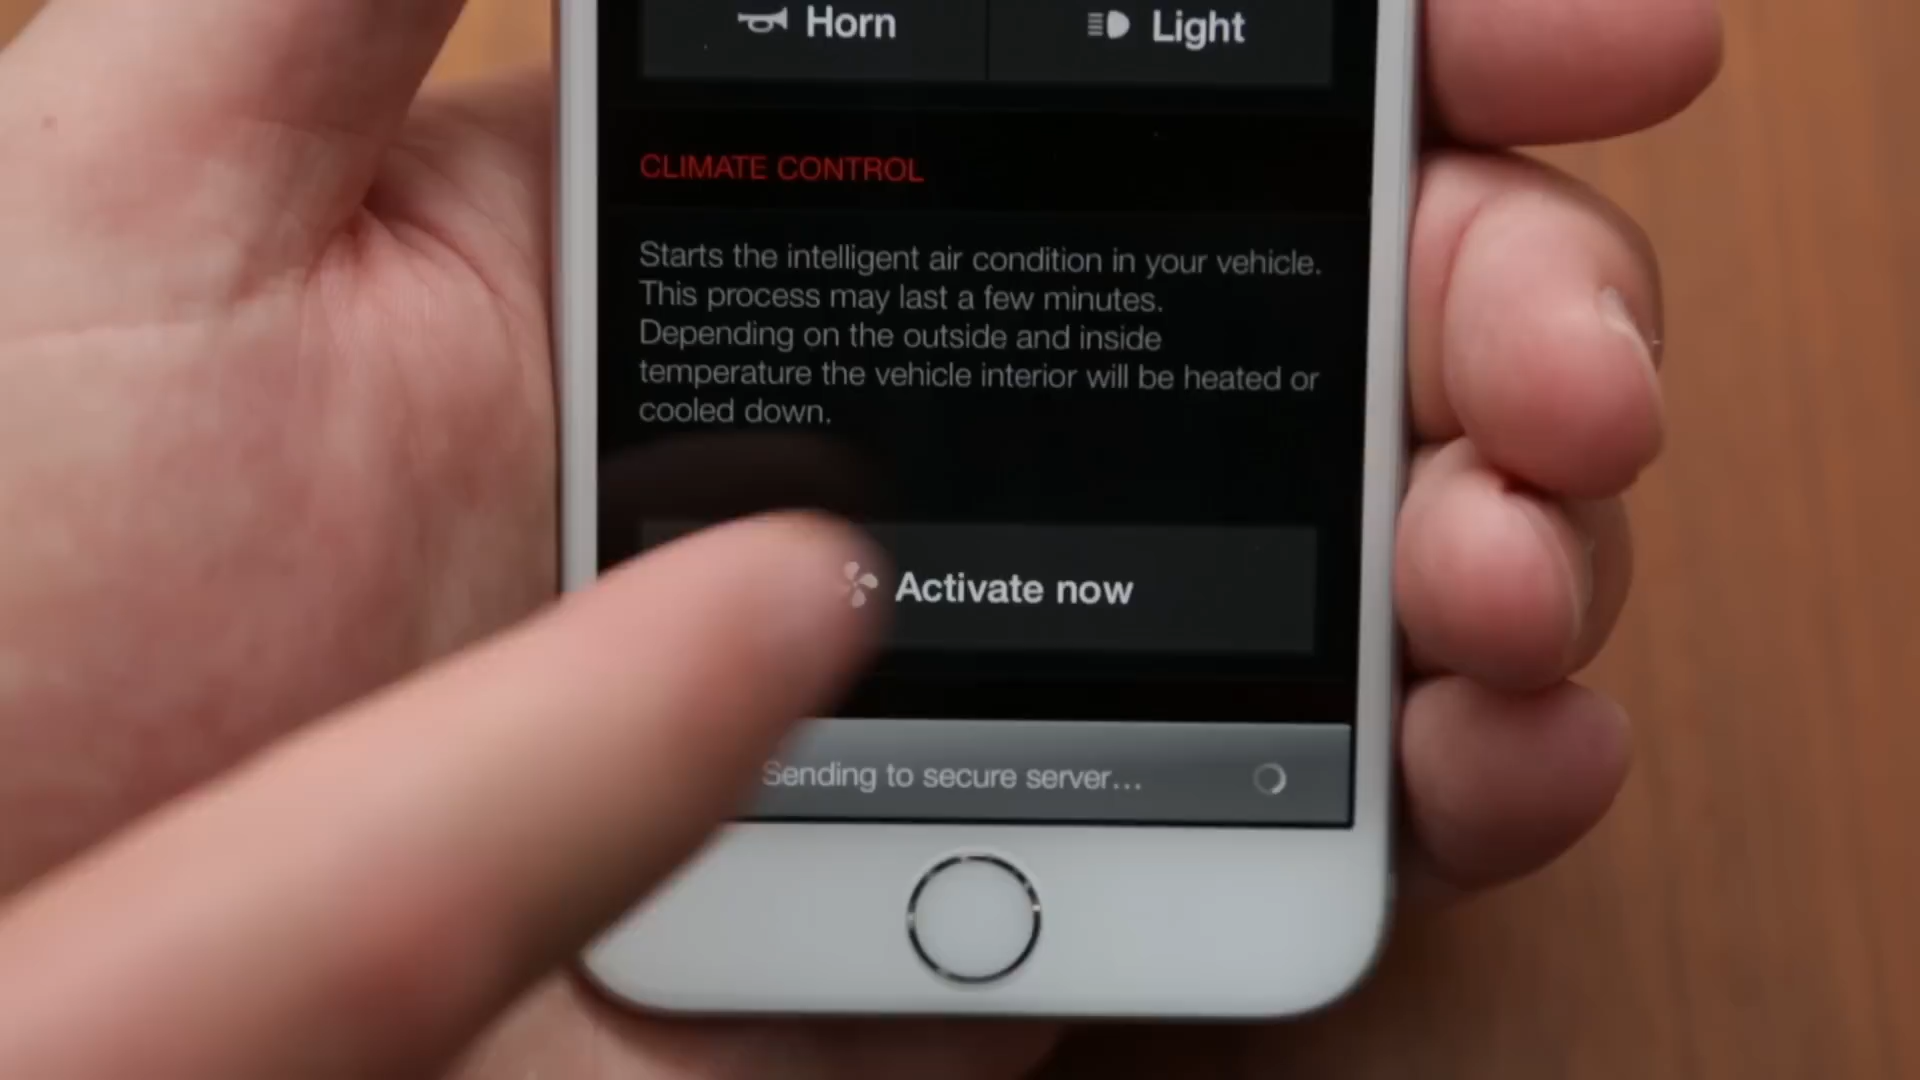 Horn
Light
CLIMATE CONTROL
Starts the intelligent air condition in your vehicle.
This process may last a few minutes.
Depending on the outside and inside
temperature the vehicle interior will be heated or
cooled down.
Activate now
Sending to secure server...